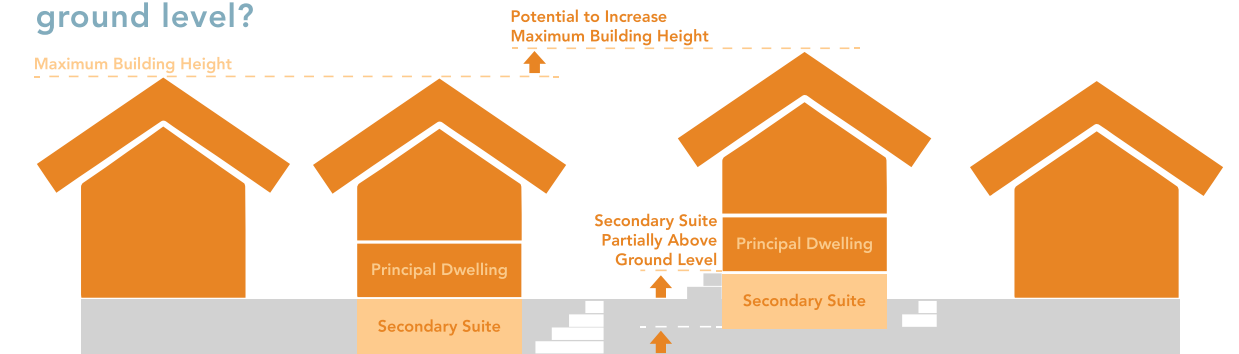 ground level?
Potential to Increase
Maximum Building Height
Maximum Building Height
Secondary Suite
Partially Above
Ground Level
Principal Dwelling
Principal Dwelling
Secondary Suite
Secondary Suite